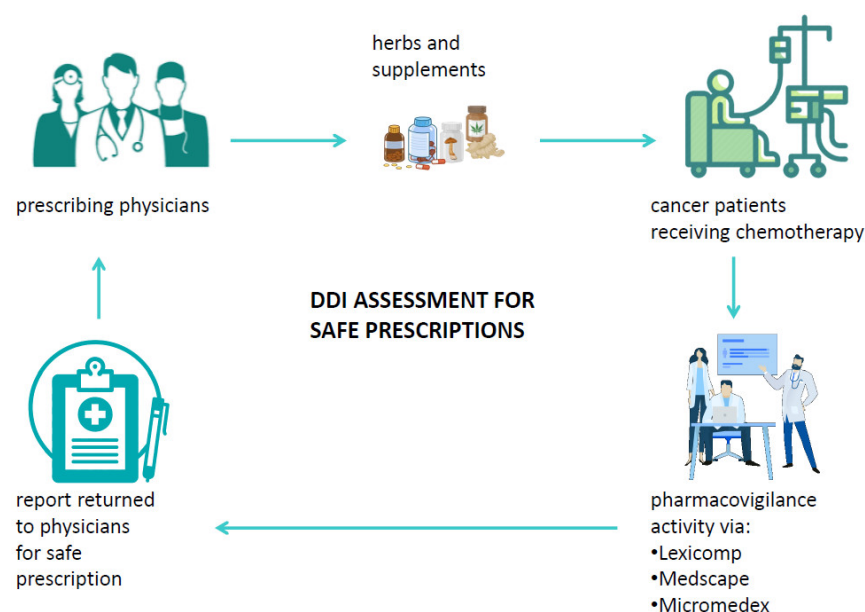 herbs and
supplements
prescribing physicians
cancer patients
receiving chemotherapy
DDI ASSESSMENT FOR
SAFE PRESCRIPTIONS
report returned
to physicians
for safe
prescription
pharmacovigilance
activity via:
•Lexicomp
•Medscape
•Micromedex